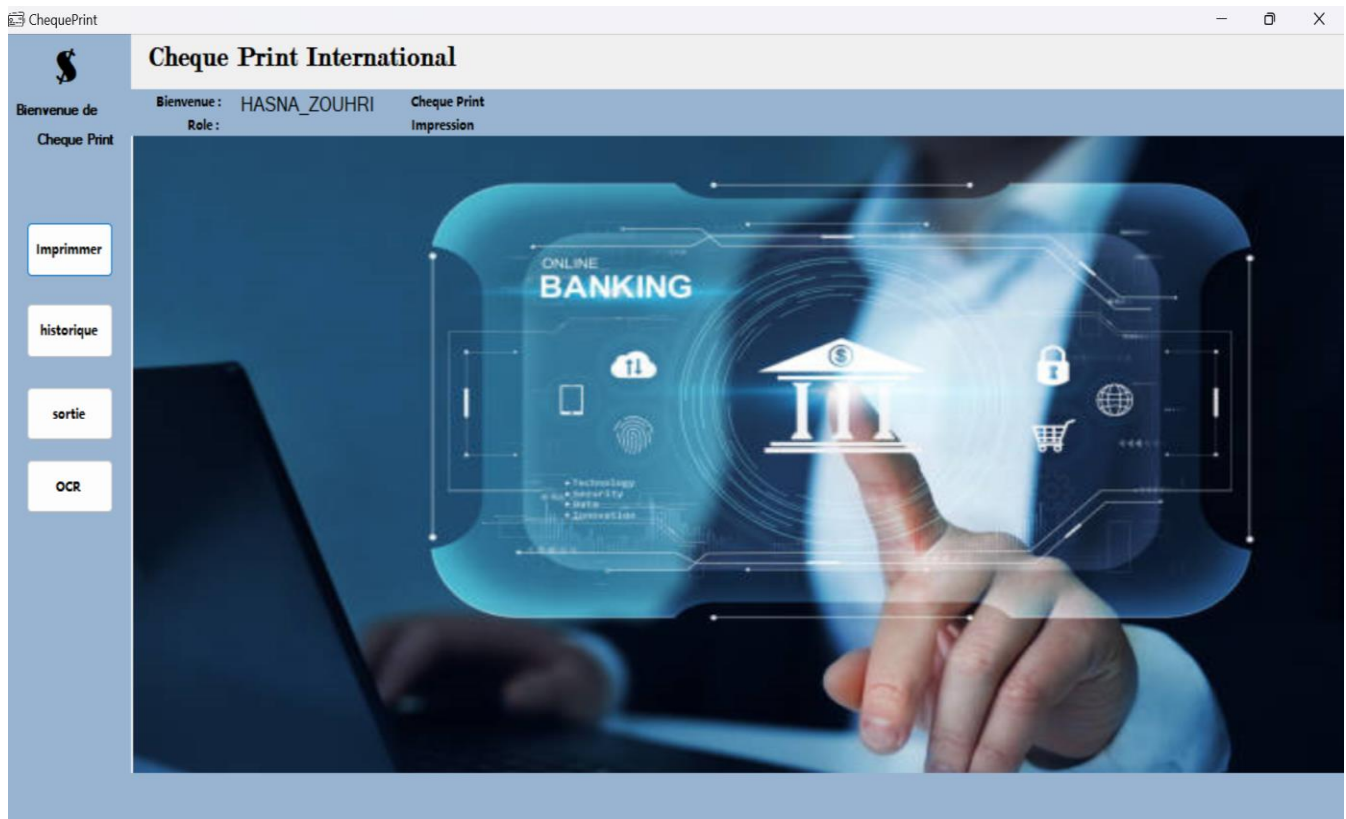 ChequePrint
Cheque Print International
Bienvenue de
Cheque Print
Bienvenue : HASNA_ZOUHRI Cheque Print
Role : Impression
Imprimmer
historique
sortie
OCR
ONLINE
BANKING
Technology
Security
Data
Innovation